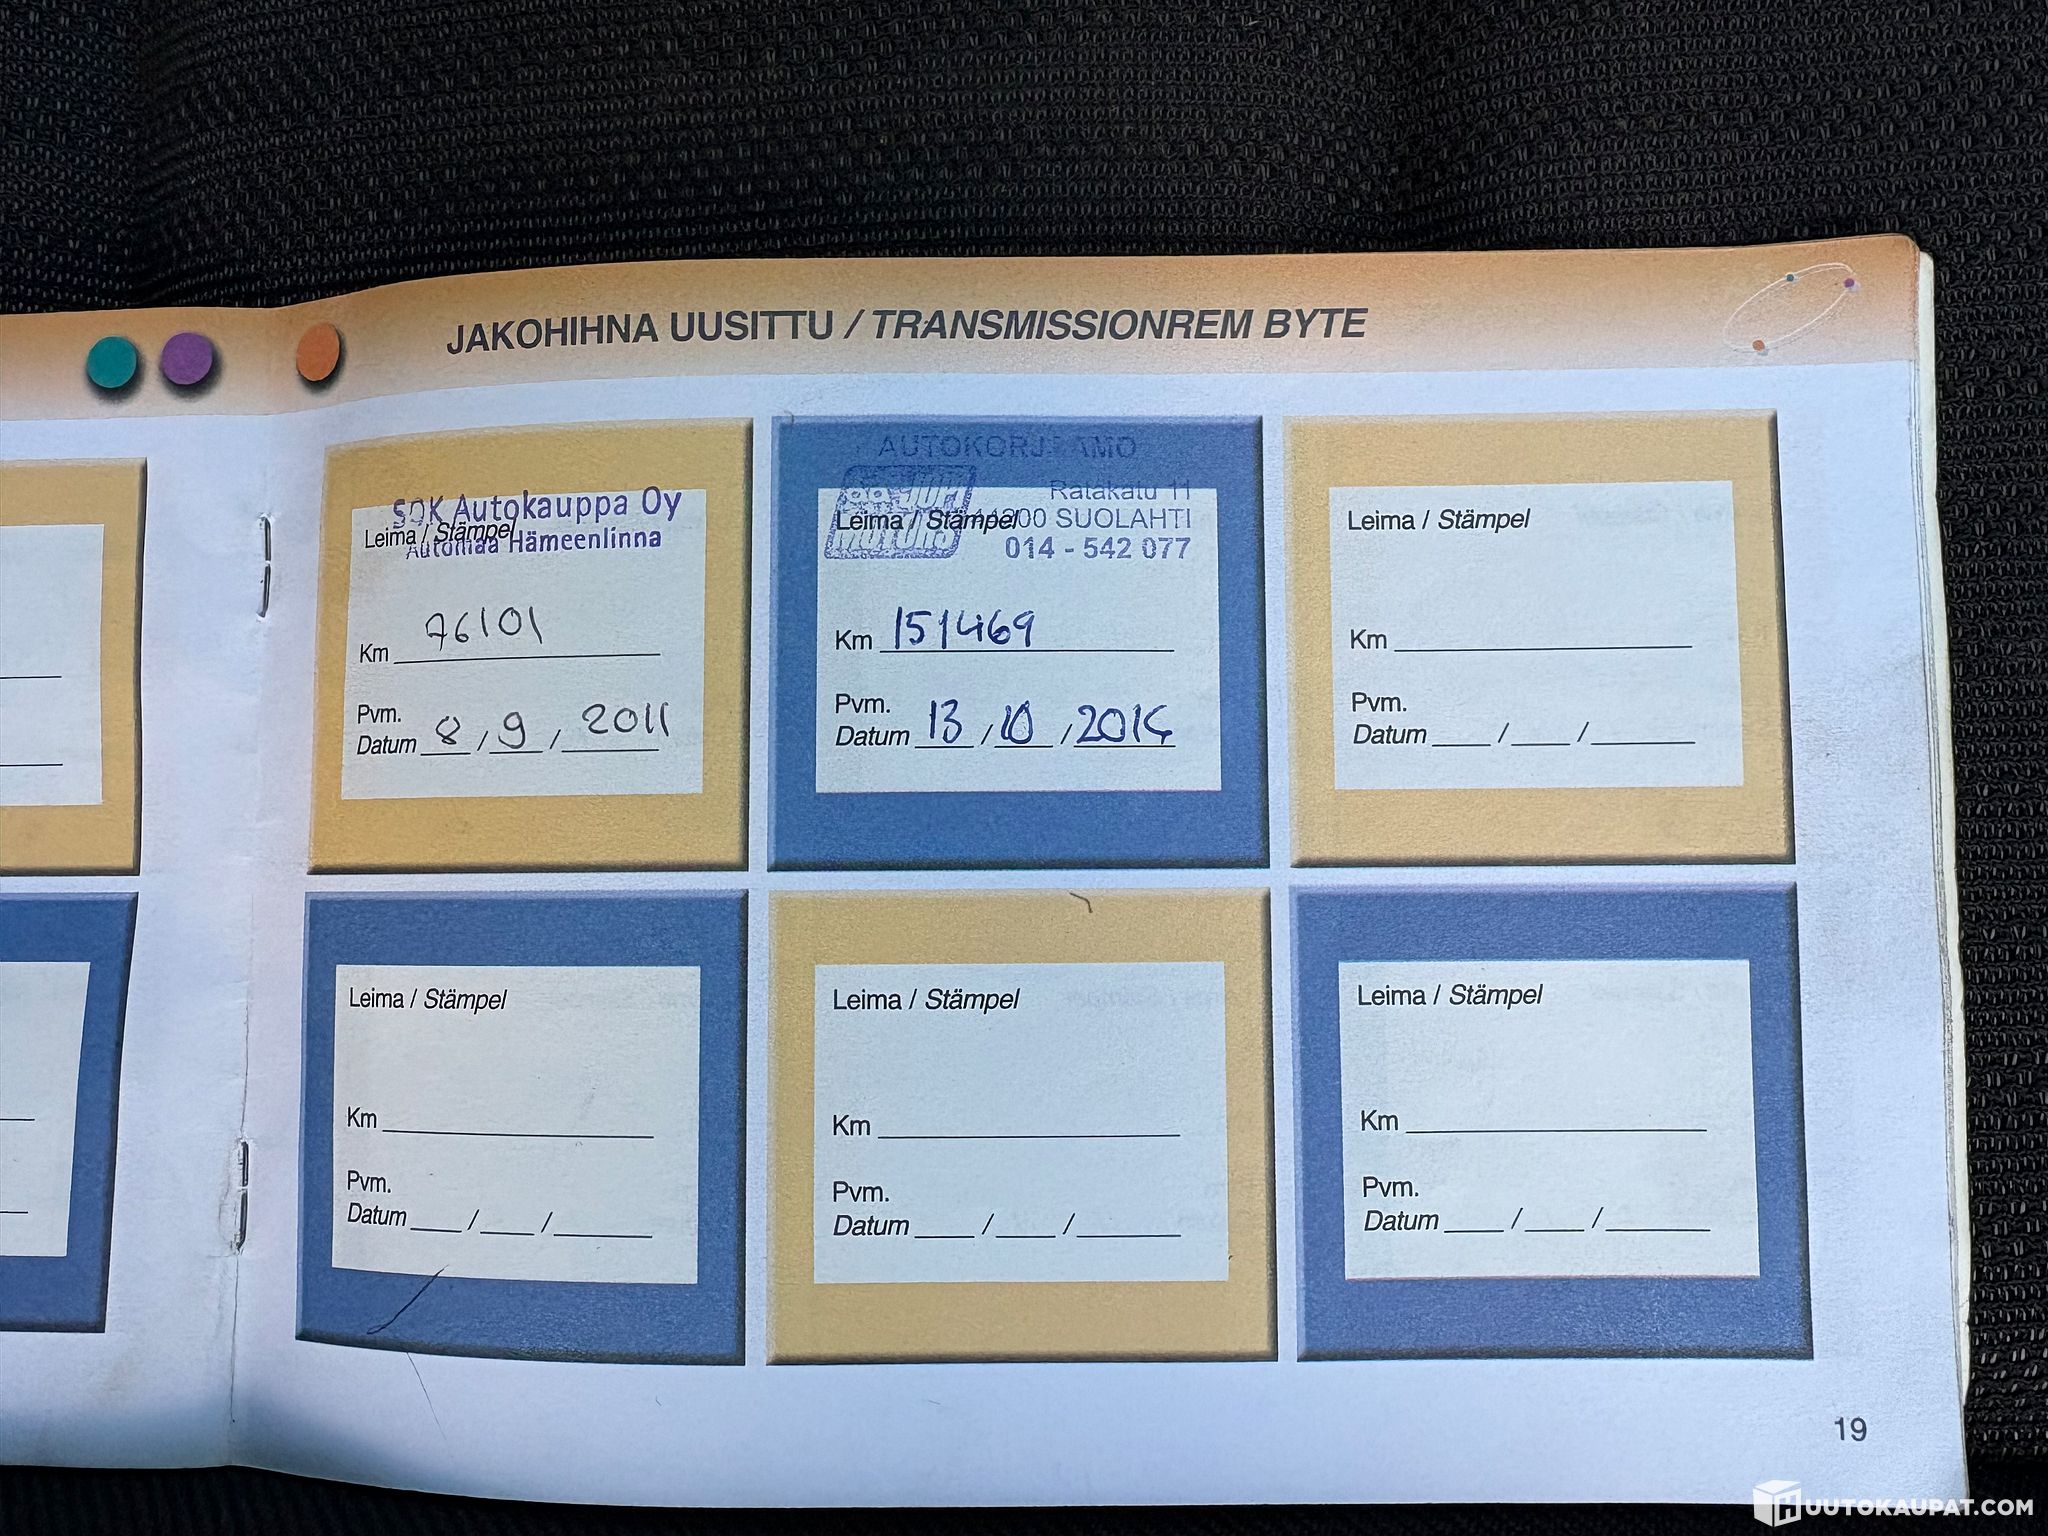 JAKOHIHNA UUSITTU / TRANSMISSIONREM BYTE
SOK Autokauppa Oy
Leima / Stämpel
Automaa Hämeenlinna
Km 76101
Pvm.
Datum 8 / 9 / 2011
AUTOKORJAAMO
Ratakatu 11
Leima / Stämpel
SUOLAHTI
MOTORS
014 - 542 077
Km 151469
Pvm.
Datum 13 / 10 /
Leima / Stämpel
Km
Pvm.
Datum / /
Leima / Stämpel
Km
Pvm.
Datum / /
Leima / Stämpel
Km
Pvm.
Datum / /
Leima / Stämpel
Km
Pvm.
Datum / /
19
HUUTOKAUPAT.COM